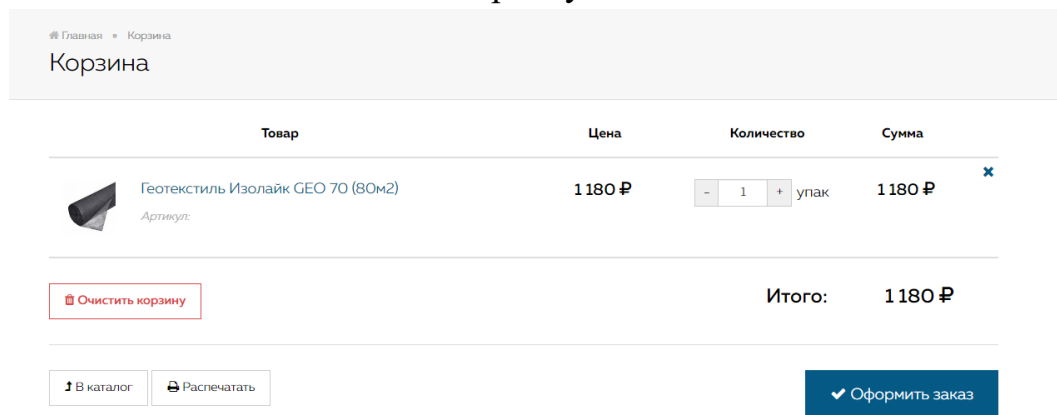 Главная Корзина
Корзина
Товар Цена Количество Сумма
Геотекстиль Изолайк GEO 70 (80м2) 1 180 ₽ - 1 + упак 1 180 ₽
Артикул:
Очистить корзину Итого: 1 180 ₽
В каталог Распечатать Оформить заказ